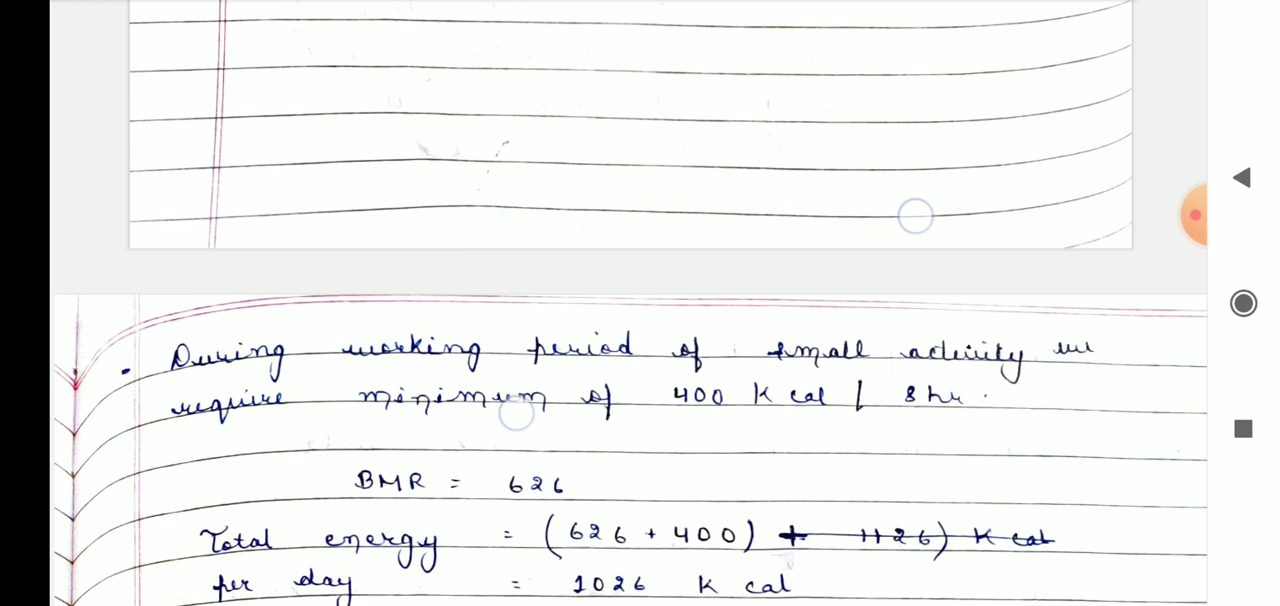 . During working period of small activity we
require minimum of 400 K cal / 8 hr.
BMR = 626
Total energy = (626 + 400) + 1126) K cal
per day = 1026 K cal